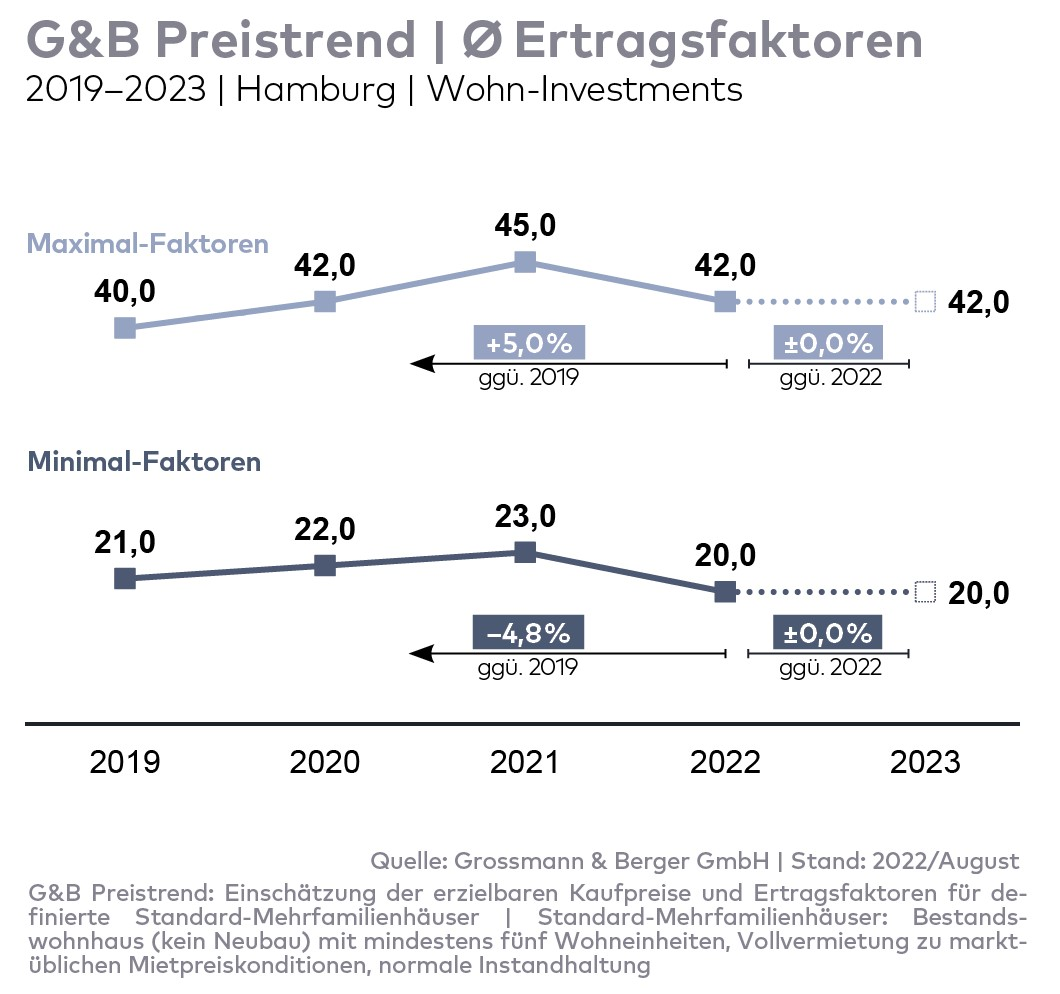 G&B Preistrend | Ø Ertragsfaktoren
2019–2023 | Hamburg | Wohn-Investments
Maximal-Faktoren
40,0
42,0
45,0
42,0
42,0
+5,0%
ggü. 2019
±0,0%
ggü. 2022
Minimal-Faktoren
21,0
22,0
23,0
20,0
20,0
–4,8%
ggü. 2019
±0,0%
ggü. 2022
2019
2020
2021
2022
2023
Quelle: Grossmann & Berger GmbH | Stand: 2022/August
G&B Preistrend: Einschätzung der erzielbaren Kaufpreise und Ertragsfaktoren für de-
finierte Standard-Mehrfamilienhäuser | Standard-Mehrfamilienhäuser: Bestands-
wohnhaus (kein Neubau) mit mindestens fünf Wohneinheiten, Vollvermietung zu markt-
üblichen Mietpreiskonditionen, normale Instandhaltung